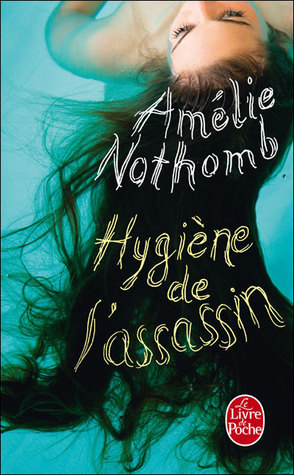 Amélie
Nothomb
Hygiène
de
l'assassin
Le
Livre
de
Poche